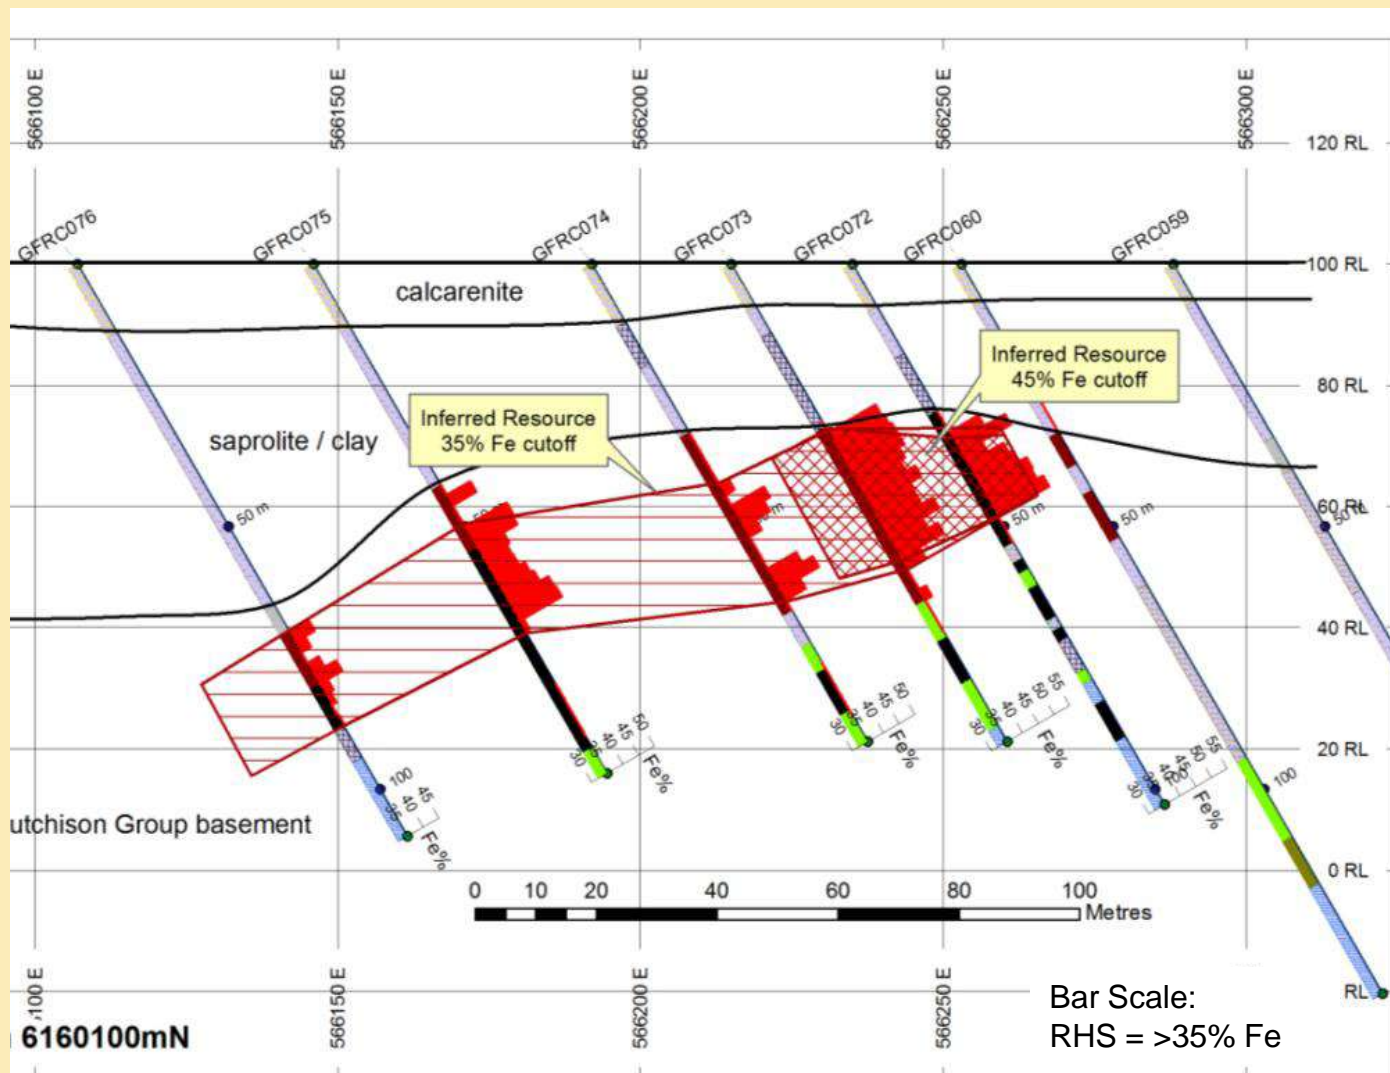 566100 E
566150 E
566200 E
566250 E
566300 E
120 RL
GFRC076
GFRC075
GFRC074
GFRC073
GFRC072
GFRC060
GFRC059
100 RL
calcarenite
Inferred Resource
45% Fe cutoff
80 RL
Inferred Resource
35% Fe cutoff
saprolite / clay
50 m
50 m
50 m
60 RL
40 RL
30
35
40
45
50
Fe%
30
35
40
45
50
55
Fe%
30
45
50
Fe%
20 RL
100
100
100
35
40
45
Fe%
30
35
40
45
50
55
Fe%
utchison Group basement
0 RL
0 10 20 40 60 80 100
Metres
,100 E
566150 E
566200 E
566250 E
RL
Bar Scale:
RHS = >35% Fe
6160100mN